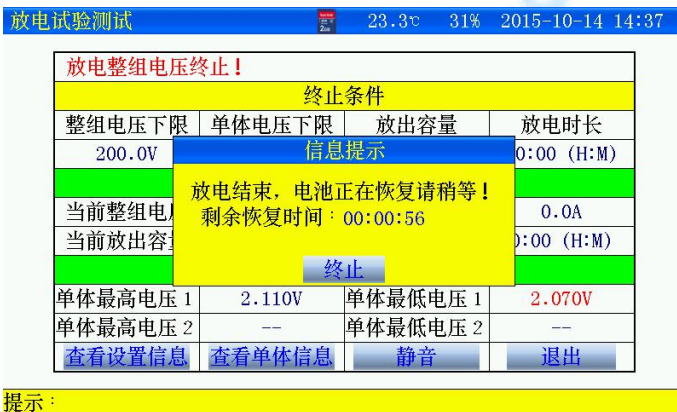 放电试验测试 23.3℃ 31% 2015-10-14 14:37
放电整组电压终止！
终止条件
整组电压下限 单体电压下限 放出容量 放电时长
200.0V 0:00 (H:M)
信息提示
放电结束，电池正在恢复请稍等！
剩余恢复时间：00:00:56
终止
当前整组电 0.0A
当前放出容 0:00 (H:M)
单体最高电压1 2.110V 单体最低电压1 2.070V
单体最高电压2 -- 单体最低电压2 --
查看设置信息 查看单体信息 静音 退出
提示：